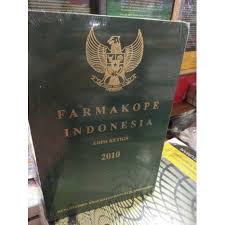 FARMAKOPE
INDONESIA
EDISI KETIGA
2010